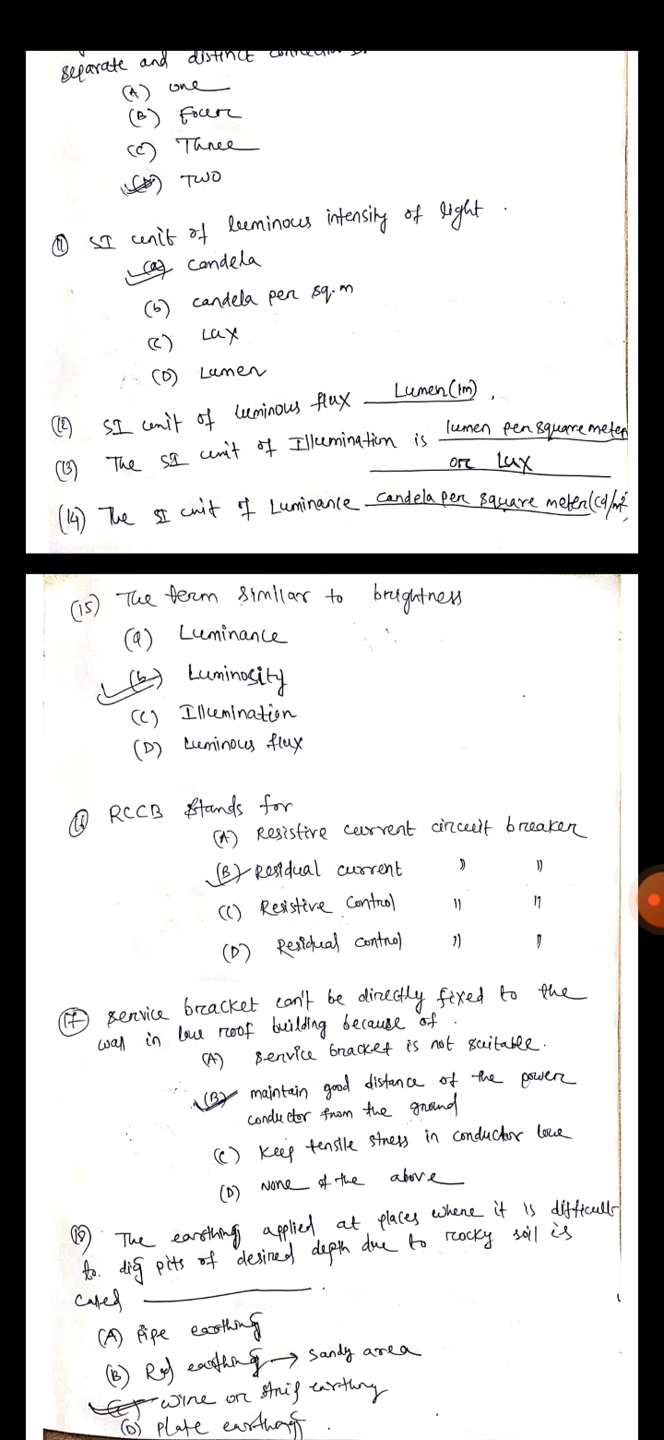 separate and distinct
(A) one
(B) Four
(C) Three
(D) TWO
(11) SI unit of luminous intensity of light .
(a) candela
(b) candela per sq.m
(c) Lux
(D) Lumen
(12) SI unit of luminous flux Lumen(lm) .
(13) The SI unit of Illumination is lumen per square meter
or Lux
(14) The SI unit of Luminance candela per square meter (cd/m²
(15) The term similar to brightness
(a) Luminance
(b) Luminosity
(c) Illumination
(D) Luminous flux
(16) RCCB stands for
(A) Resistive current circuit breaker
(B) Residual current " "
(C) Resistive control " "
(D) Residual control " "
(17) service bracket can't be directly fixed to the
wall in low roof building because of .
(A) service bracket is not suitable.
(B) maintain good distance of the power
conductor from the ground
(C) Keep tensile stress in conductor low
(D) None of the above
(18) The earthing applied at places where it is difficult
to. dig pits of desired depth due to rocky soil is
called .
(A) Pipe earthing
(B) Rod earthing → sandy area
(C) wire or strip earthing
(D) plate earthing .